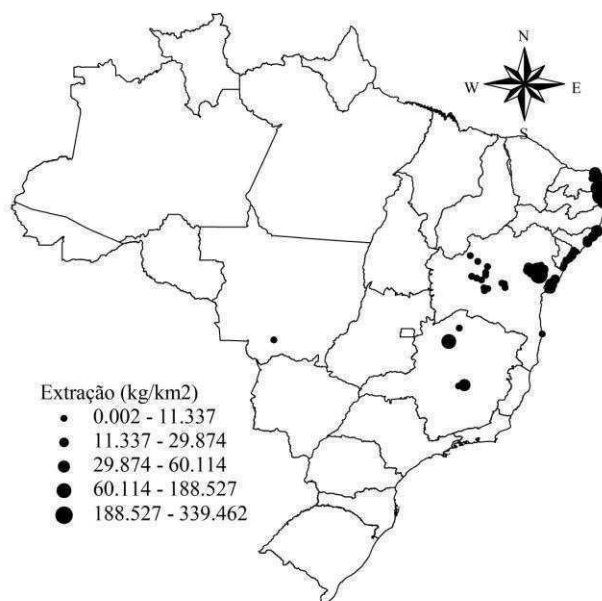 N
W E
S
Extração (kg/km2)
0.002 - 11.337
11.337 - 29.874
29.874 - 60.114
60.114 - 188.527
188.527 - 339.462